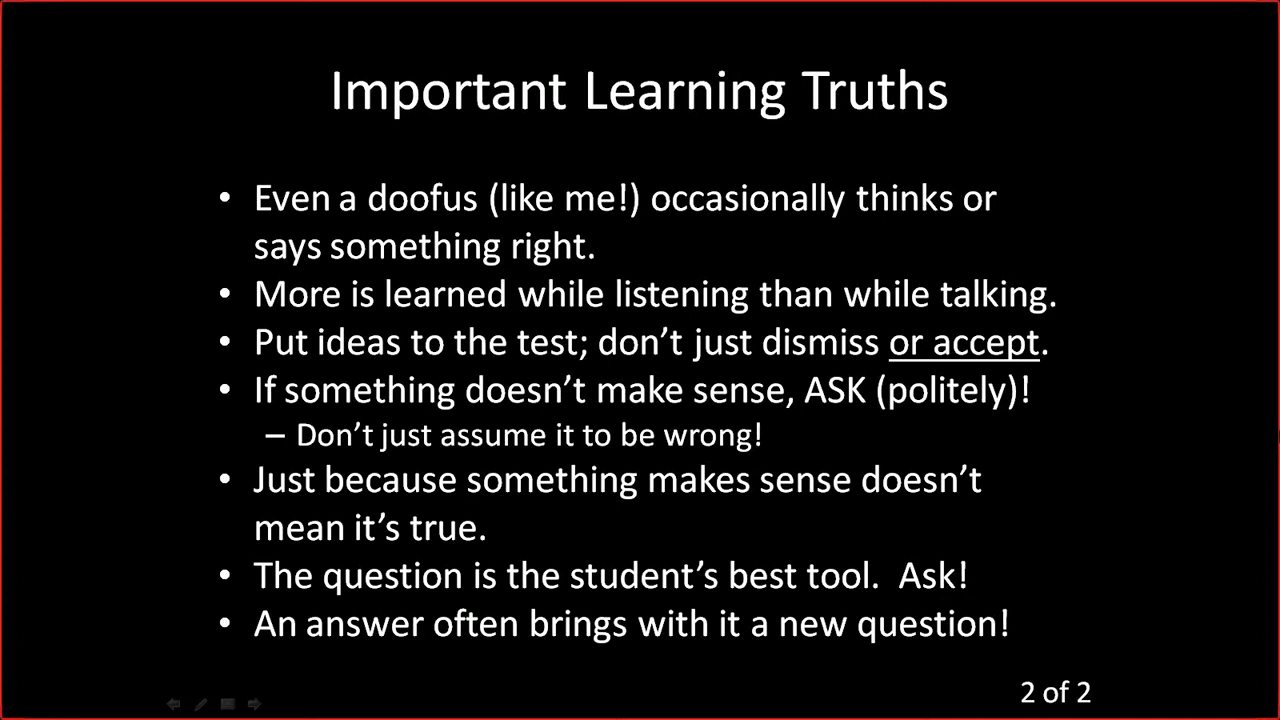 Important Learning Truths
• Even a doofus (like me!) occasionally thinks or
says something right.
• More is learned while listening than while talking.
• Put ideas to the test; don’t just dismiss or accept.
• If something doesn’t make sense, ASK (politely)!
– Don’t just assume it to be wrong!
• Just because something makes sense doesn’t
mean it’s true.
• The question is the student’s best tool.  Ask!
• An answer often brings with it a new question!
2 of 2